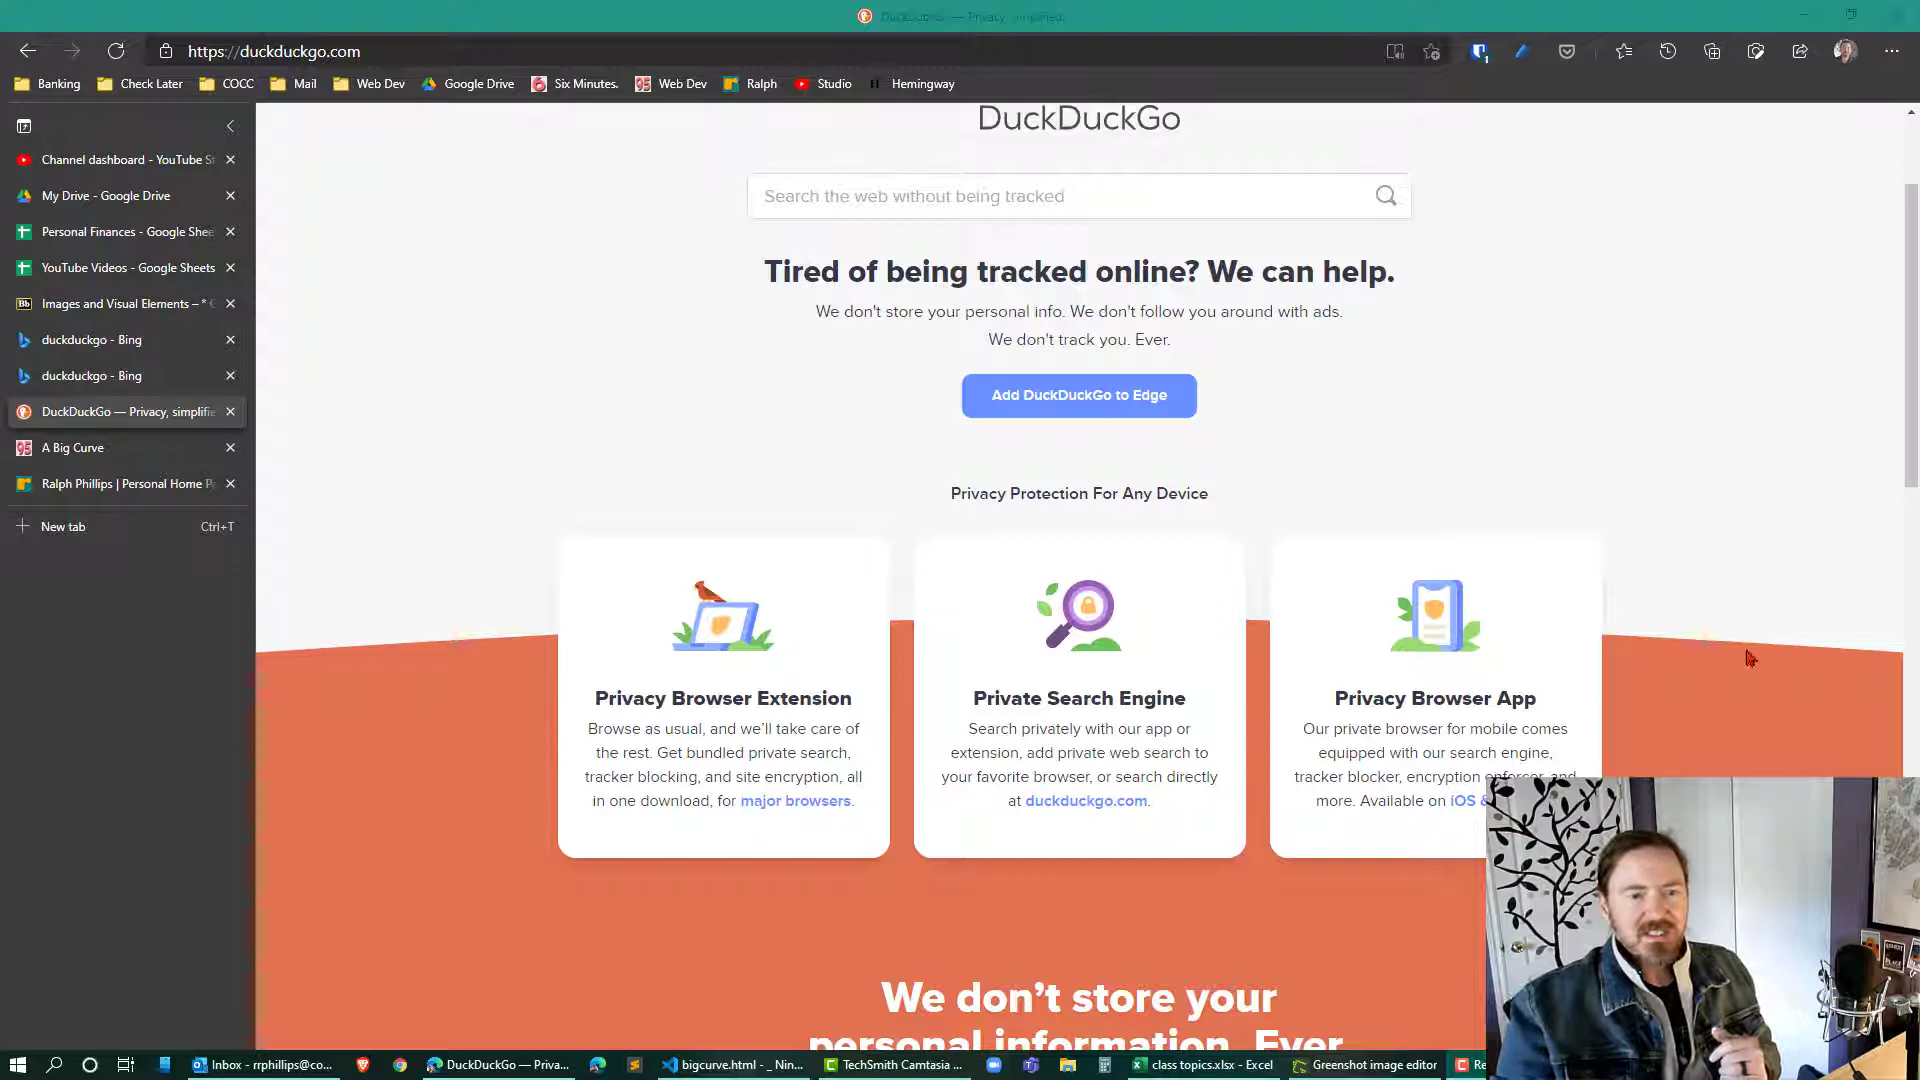 DuckDuckGo — Privacy, simplified.
https://duckduckgo.com
1
Banking
Check Later
COCC
Mail
Web Dev
Google Drive
Six Minutes.
Web Dev
Ralph
Studio
Hemingway
Channel dashboard - YouTube St
My Drive - Google Drive
Personal Finances - Google Shee
YouTube Videos - Google Sheets
Images and Visual Elements – *
duckduckgo - Bing
duckduckgo - Bing
DuckDuckGo — Privacy, simplifie
A Big Curve
Ralph Phillips | Personal Home P
New tab Ctrl+T
DuckDuckGo
Search the web without being tracked
Tired of being tracked online? We can help.
We don't store your personal info. We don't follow you around with ads.
We don't track you. Ever.
Add DuckDuckGo to Edge
Privacy Protection For Any Device
Privacy Browser Extension
Browse as usual, and we’ll take care of
the rest. Get bundled private search,
tracker blocking, and site encryption, all
in one download, for major browsers.
Private Search Engine
Search privately with our app or
extension, add private web search to
your favorite browser, or search directly
at duckduckgo.com.
Privacy Browser App
Our private browser for mobile comes
equipped with our search engine,
tracker blocker, encryption enforcer, and
more. Available on iOS &
We don’t store your
personal information. Ever
Inbox - rrphillips@co...
DuckDuckGo — Priva...
bigcurve.html - _ Nin...
TechSmith Camtasia ...
class topics.xlsx - Excel
Greenshot image editor
Re